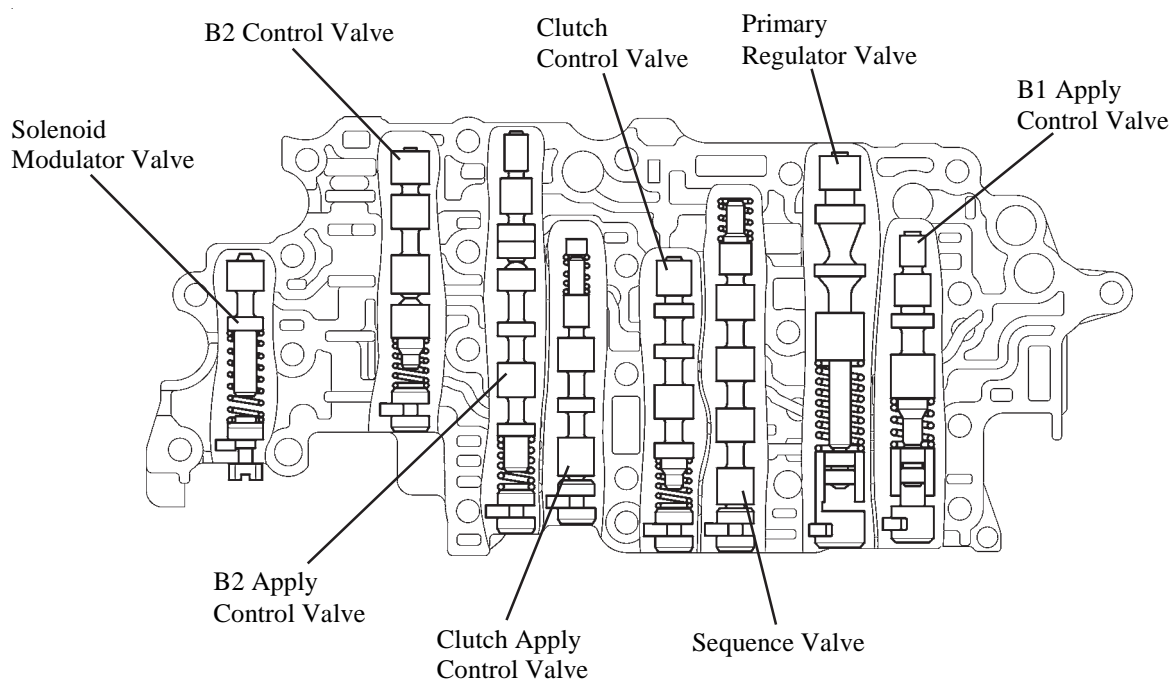 B2 Control Valve
Clutch
Control Valve
Primary
Regulator Valve
B1 Apply
Control Valve
Solenoid
Modulator Valve
B2 Apply
Control Valve
Clutch Apply
Control Valve
Sequence Valve